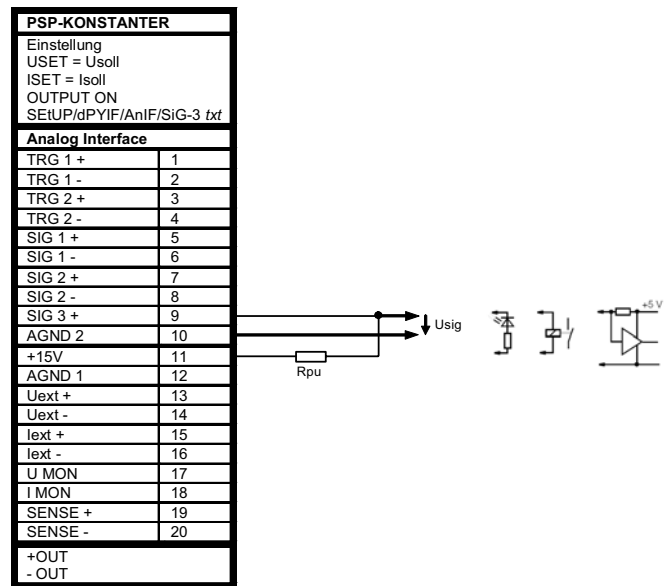 PSP-KONSTANTER
Einstellung
USET = Usoll
ISET = Isoll
OUTPUT ON
SEtUP/dPYIF/AnIF/SiG-3 txt
Analog Interface
TRG 1 + 1
TRG 1 - 2
TRG 2 + 3
TRG 2 - 4
SIG 1 + 5
SIG 1 - 6
SIG 2 + 7
SIG 2 - 8
SIG 3 + 9
AGND 2 10
+15V 11
AGND 1 12
Uext + 13
Uext - 14
Iext + 15
Iext - 16
U MON 17
I MON 18
SENSE + 19
SENSE - 20
+OUT
- OUT
Usig
Rpu
+5 V